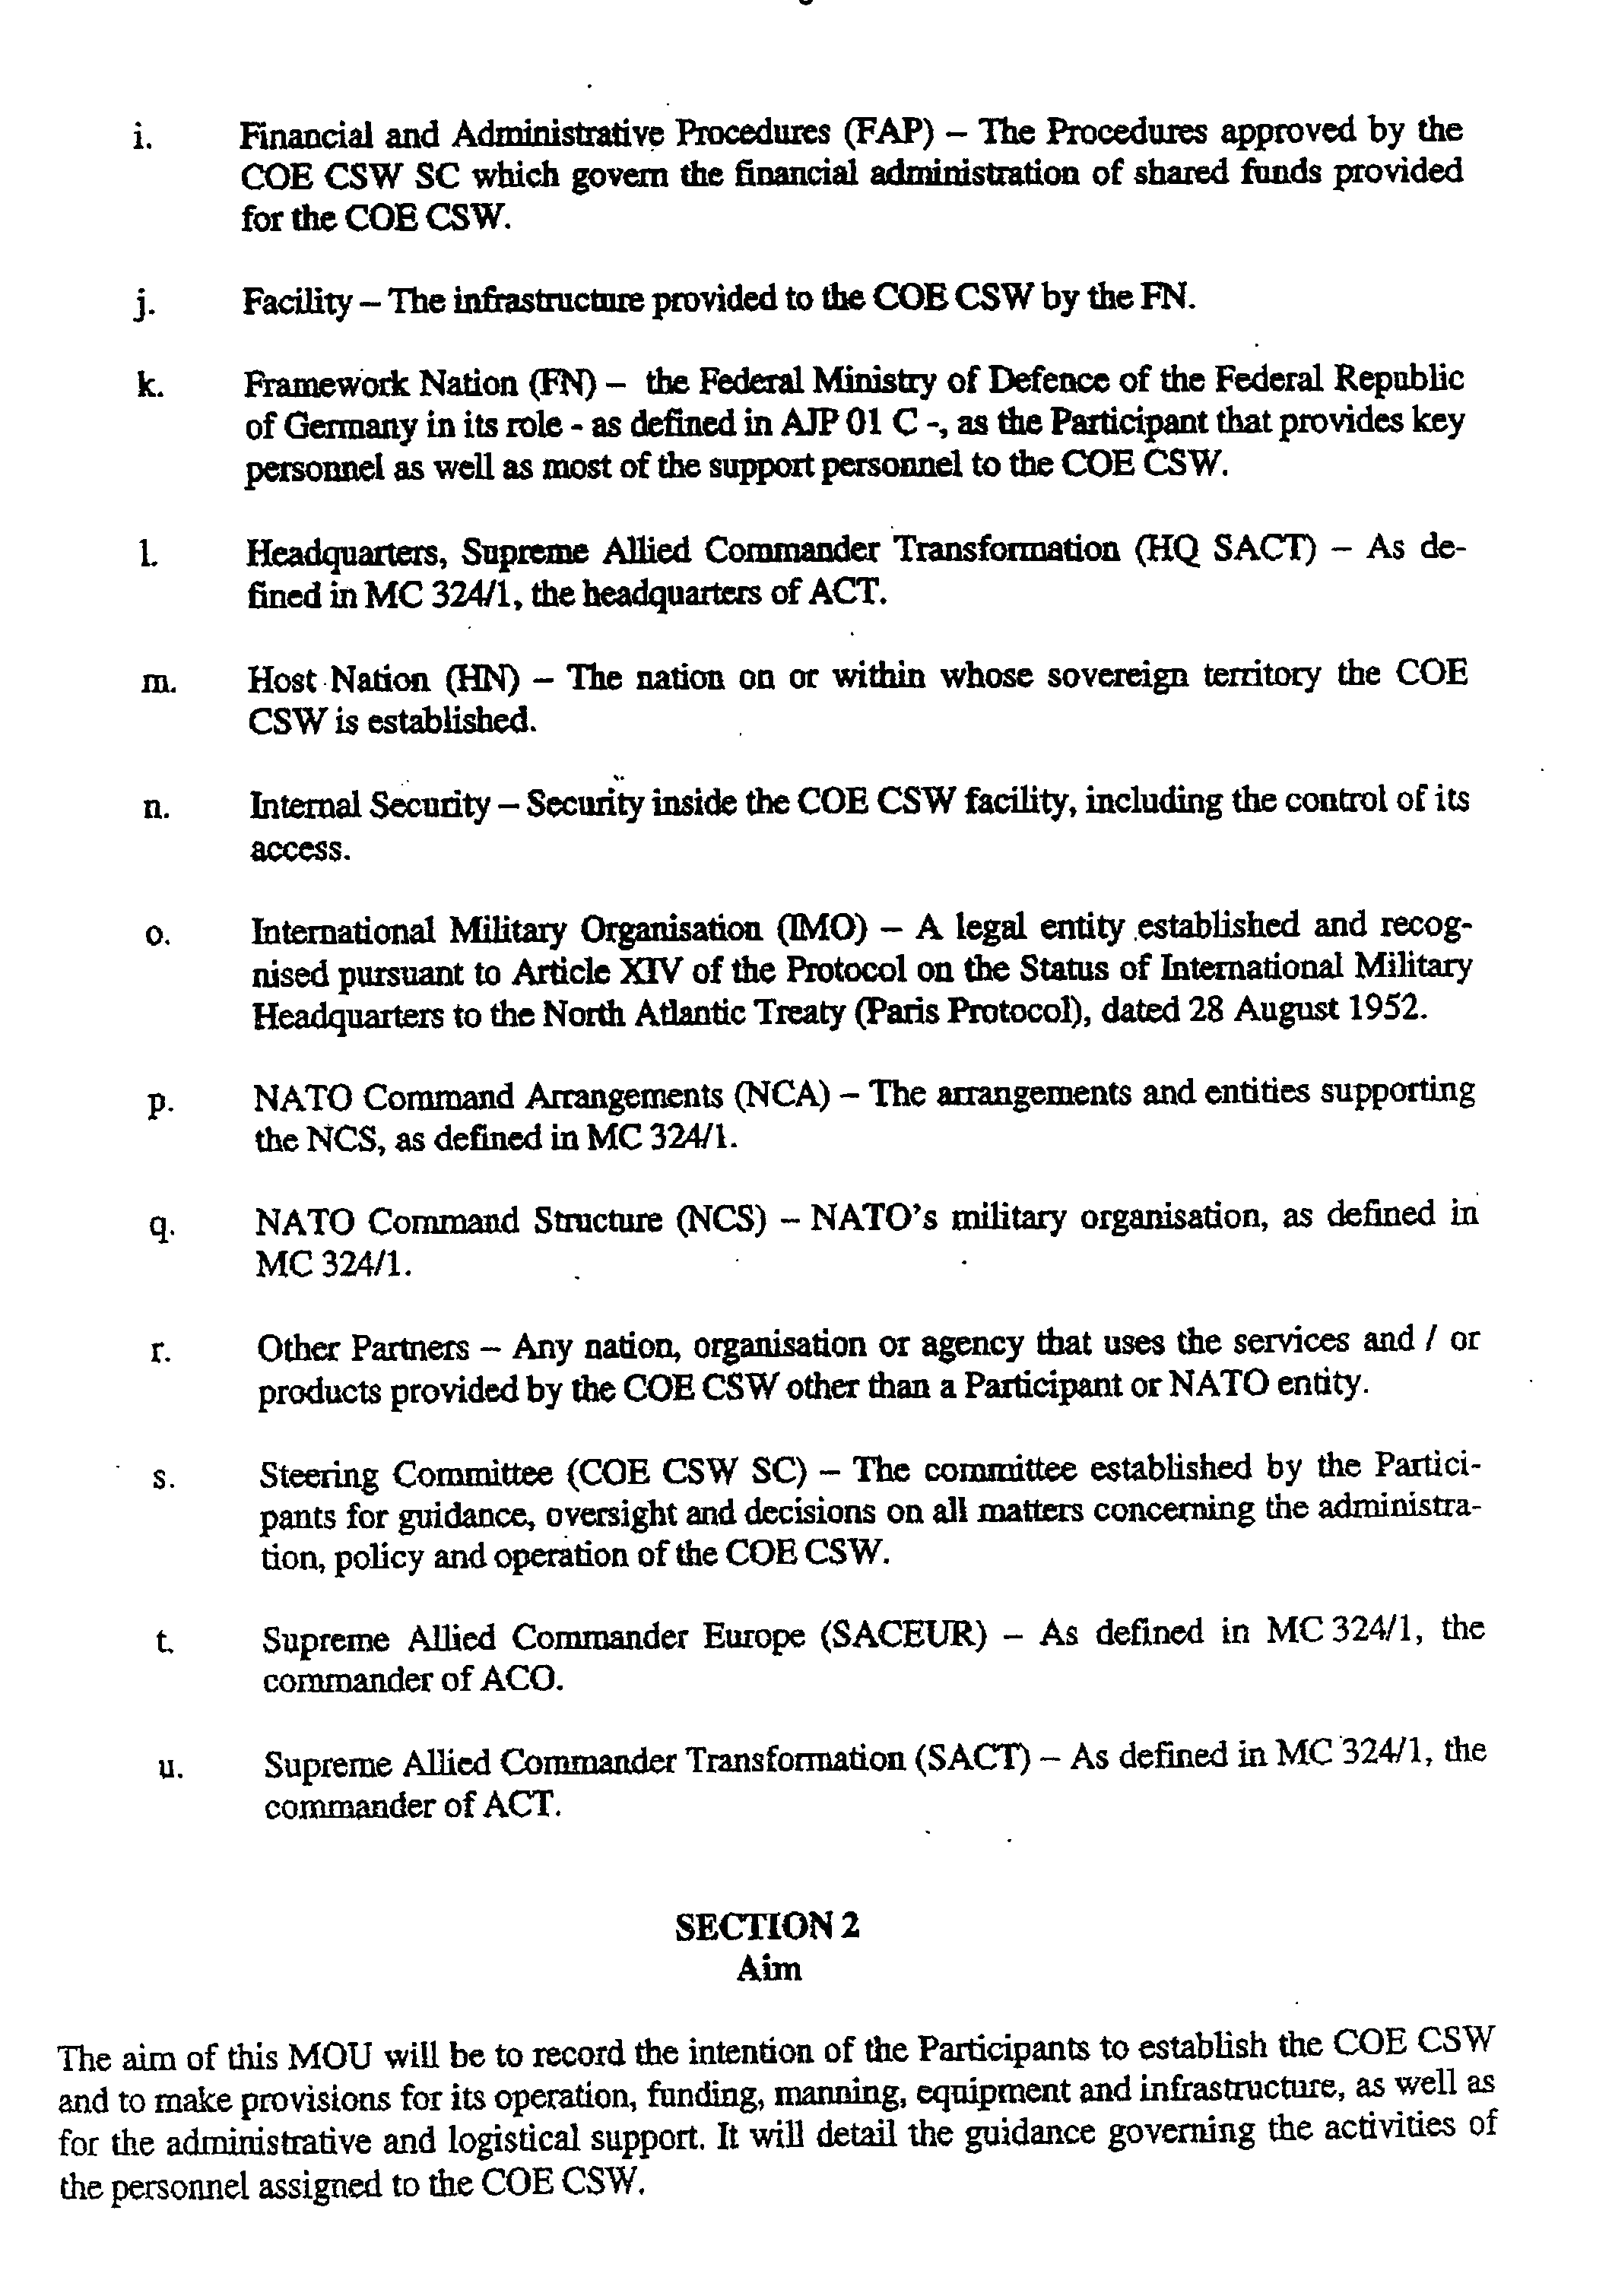 i. Financial and Administrative Procedures (FAP) – The Procedures approved by the
COE CSW SC which govern the financial administration of shared funds provided
for the COE CSW.
j. Facility – The infrastructure provided to the COE CSW by the FN.
k. Framework Nation (FN) – the Federal Ministry of Defence of the Federal Republic
of Germany in its role - as defined in AJP 01 C -, as the Participant that provides key
personnel as well as most of the support personnel to the COE CSW.
l. Headquarters, Supreme Allied Commander Transformation (HQ SACT) – As de-
fined in MC 324/1, the headquarters of ACT.
m. Host Nation (HN) – The nation on or within whose sovereign territory the COE
CSW is established.
n. Internal Security – Security inside the COE CSW facility, including the control of its
access.
o. International Military Organisation (IMO) – A legal entity established and recog-
nised pursuant to Article XIV of the Protocol on the Status of International Military
Headquarters to the North Atlantic Treaty (Paris Protocol), dated 28 August 1952.
p. NATO Command Arrangements (NCA) – The arrangements and entities supporting
the NCS, as defined in MC 324/1.
q. NATO Command Structure (NCS) – NATO's military organisation, as defined in
MC 324/1.
r. Other Partners – Any nation, organisation or agency that uses the services and / or
products provided by the COE CSW other than a Participant or NATO entity.
s. Steering Committee (COE CSW SC) – The committee established by the Partici-
pants for guidance, oversight and decisions on all matters concerning the administra-
tion, policy and operation of the COE CSW.
t. Supreme Allied Commander Europe (SACEUR) – As defined in MC 324/1, the
commander of ACO.
u. Supreme Allied Commander Transformation (SACT) – As defined in MC 324/1, the
commander of ACT.
SECTION 2
Aim
The aim of this MOU will be to record the intention of the Participants to establish the COE CSW
and to make provisions for its operation, funding, manning, equipment and infrastructure, as well as
for the administrative and logistical support. It will detail the guidance governing the activities of
the personnel assigned to the COE CSW.